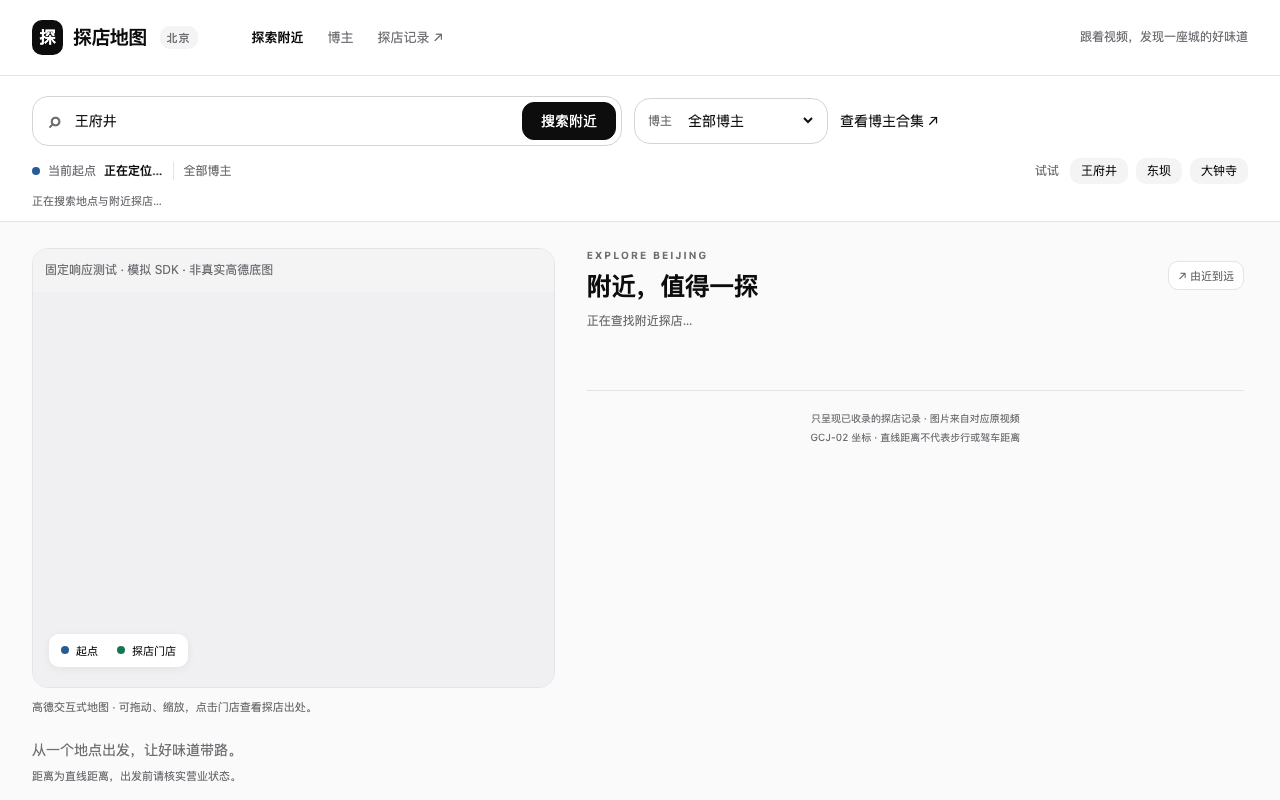 探 探店地图 北京 探索附近 博主 探店记录 ↗ 跟着视频，发现一座城的好味道
王府井 搜索附近 博主 全部博主 查看博主合集 ↗
当前起点 正在定位... 全部博主 试试 王府井 东坝 大钟寺
正在搜索地点与附近探店...
固定响应测试 · 模拟 SDK · 非真实高德底图
起点 探店门店
高德交互式地图 · 可拖动、缩放，点击门店查看探店出处。
从一个地点出发，让好味道带路。
距离为直线距离，出发前请核实营业状态。
EXPLORE BEIJING
附近，值得一探
↗ 由近到远
正在查找附近探店...
只呈现已收录的探店记录 · 图片来自对应原视频
GCJ-02 坐标 · 直线距离不代表步行或驾车距离